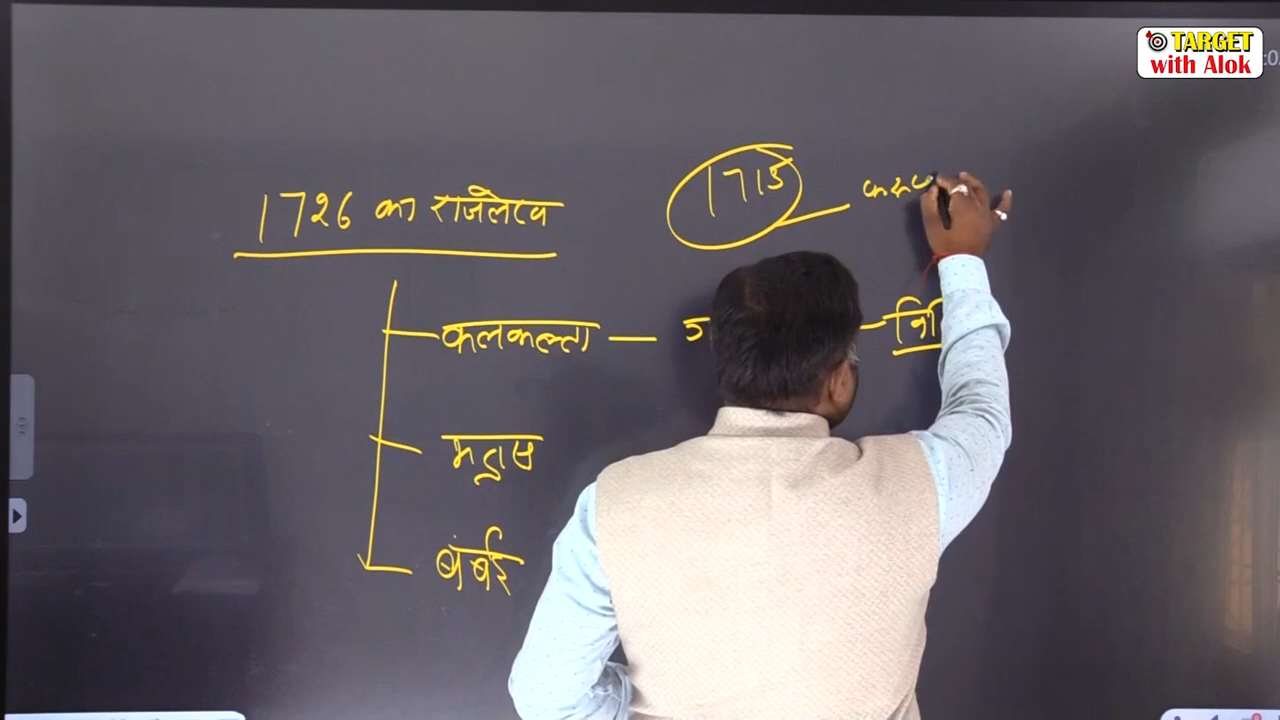 TARGET
with Alok
1726 का राजलेख
1715
कलकत्ता
मद्रास
बंबई